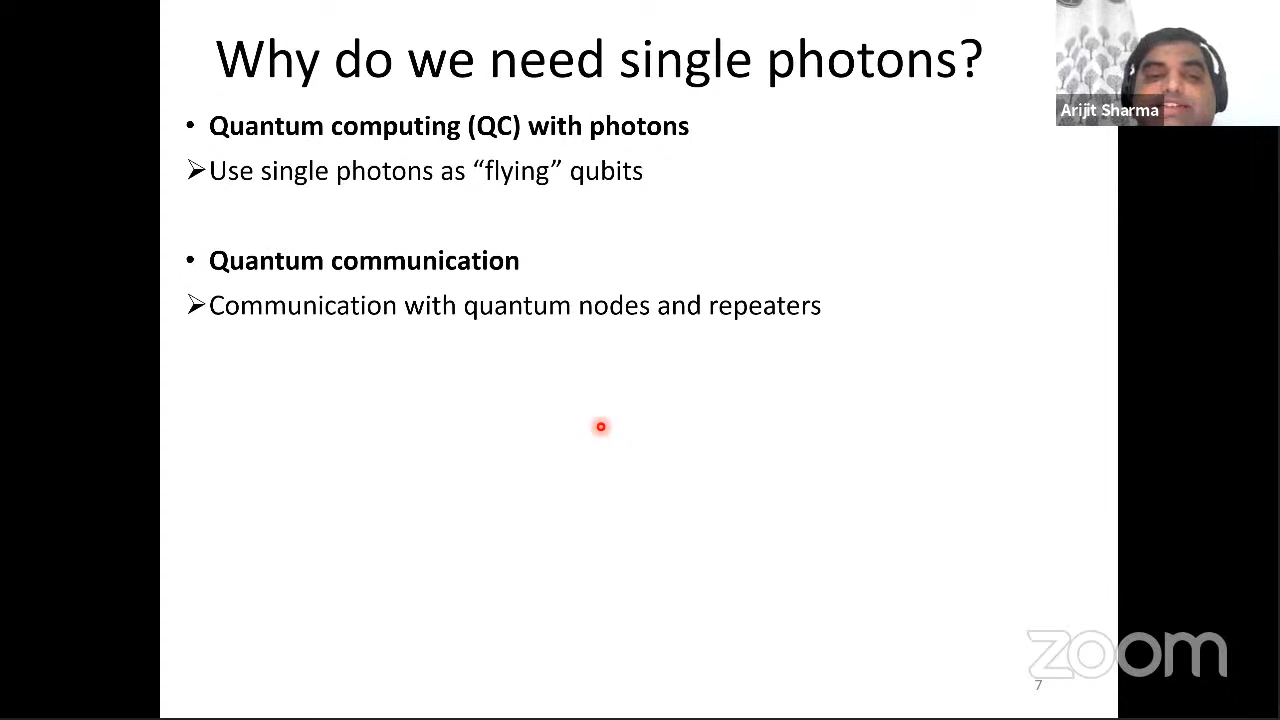 Why do we need single photons?
• Quantum computing (QC) with photons
➢Use single photons as “flying” qubits
• Quantum communication
➢Communication with quantum nodes and repeaters
Arijit Sharma
zoom
7